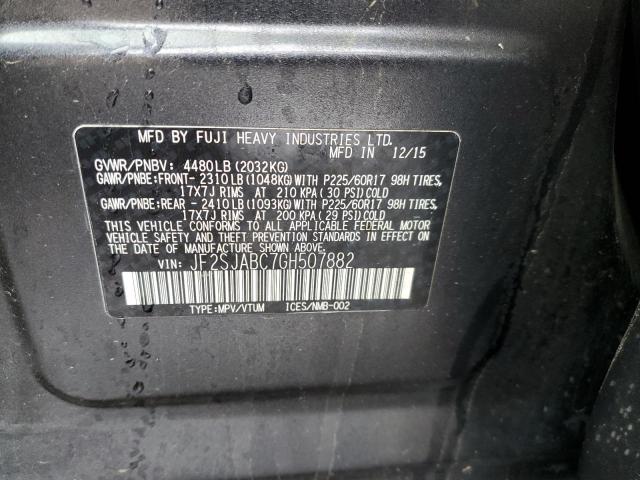 MFD BY FUJI HEAVY INDUSTRIES LTD.
MFD IN 12/15
GVWR/PNBV: 4480LB (2032KG)
GAWR/PNBE:FRONT- 2310LB (1048KG) WITH P225/60R17 98H TIRES,
17X7J RIMS AT 210 KPA (30 PSI) COLD
GAWR/PNBE:REAR - 2410LB (1093KG) WITH P225/60R17 98H TIRES,
17X7J RIMS AT 200 KPA (29 PSI) COLD
THIS VEHICLE CONFORMS TO ALL APPLICABLE FEDERAL MOTOR
VEHICLE SAFETY AND THEFT PREVENTION STANDARDS IN EFFECT ON
THE DATE OF MANUFACTURE SHOWN ABOVE.
VIN: JF2SJABC7GH507882
TYPE:MPV/VTUM ICES/NMB-002